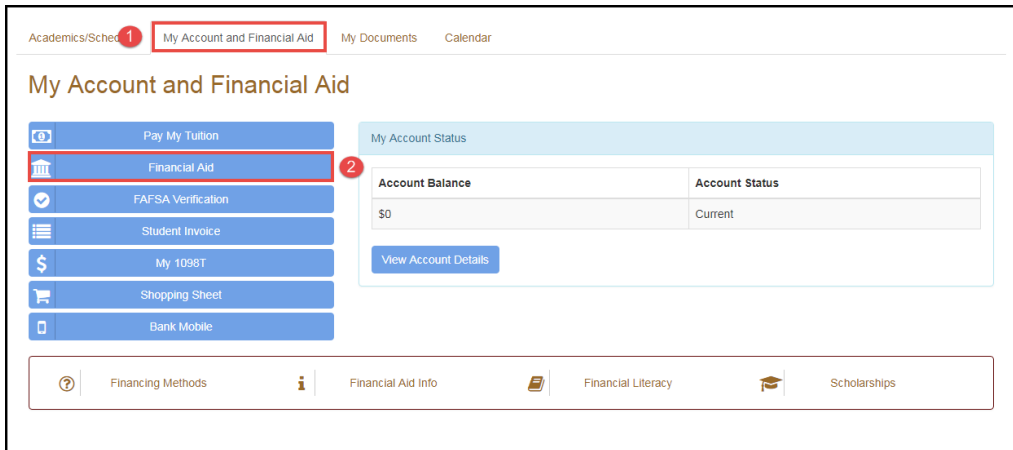 Academics/Sched 1 My Account and Financial Aid My Documents Calendar
My Account and Financial Aid
Pay My Tuition
Financial Aid 2
FAFSA Verification
Student Invoice
My 1098T
Shopping Sheet
Bank Mobile
My Account Status
Account Balance Account Status
$0 Current
View Account Details
Financing Methods Financial Aid Info Financial Literacy Scholarships